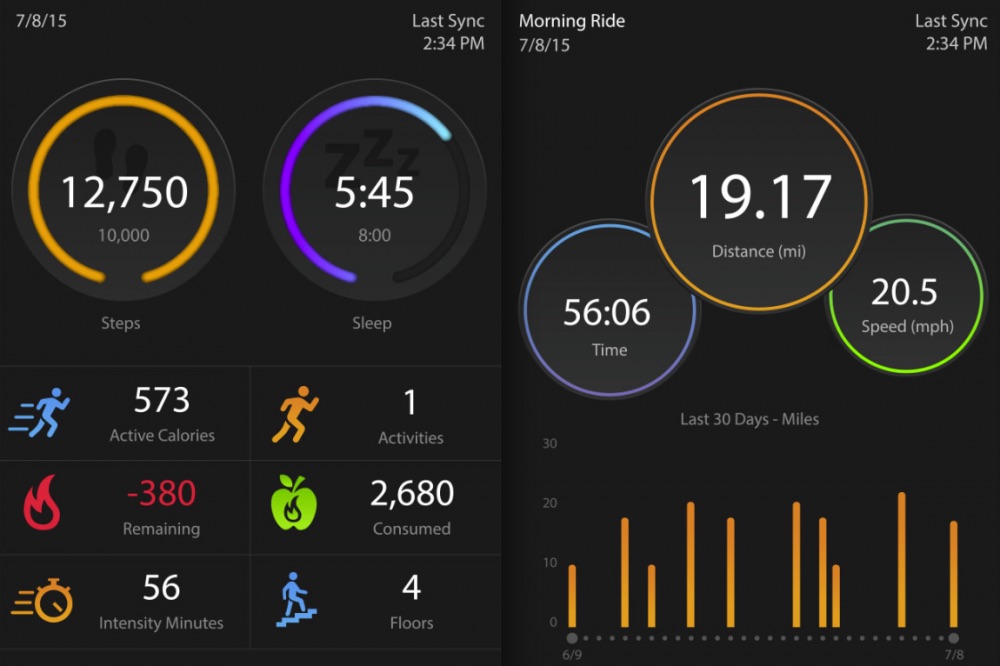 7/8/15
Last Sync
2:34 PM
12,750
10,000
Steps
zzz
5:45
8:00
Sleep
573
Active Calories
1
Activities
-380
Remaining
2,680
Consumed
56
Intensity Minutes
4
Floors
Morning Ride
7/8/15
Last Sync
2:34 PM
19.17
Distance (mi)
56:06
Time
20.5
Speed (mph)
Last 30 Days - Miles
30
20
10
0
6/9
7/8